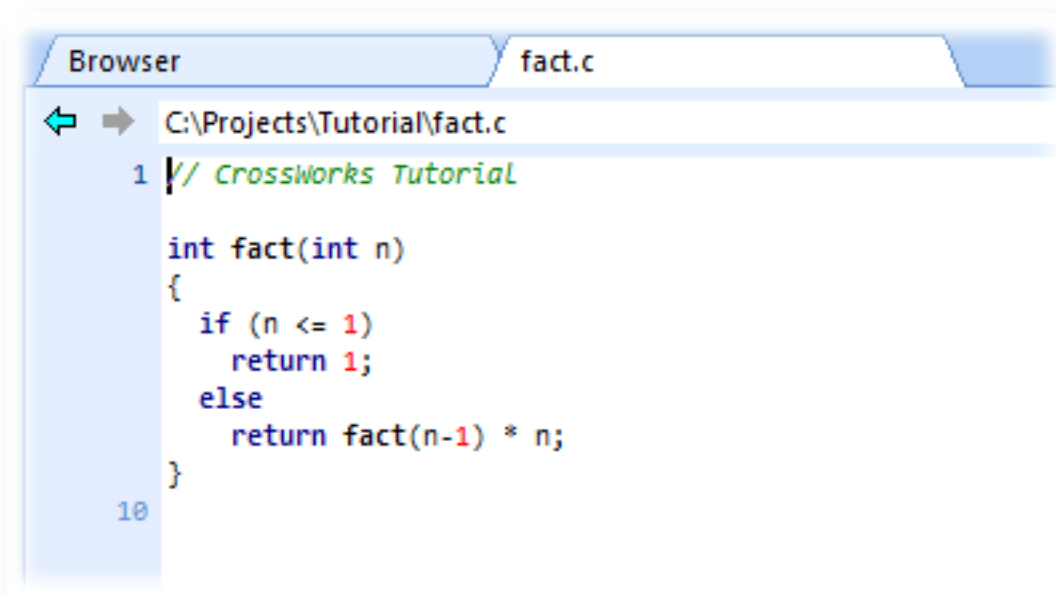 Browser fact.c
C:\Projects\Tutorial\fact.c
1 // CrossWorks Tutorial
int fact(int n)
{
if (n <= 1)
return 1;
else
return fact(n-1) * n;
}
10